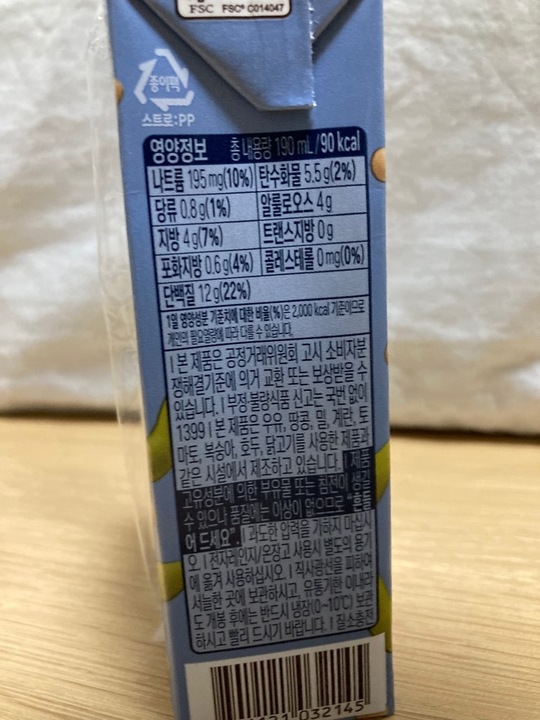 FSC FSC® C014047
종이팩
스트로:PP
영양정보 총 내용량 190 mL/90 kcal
나트륨 195 mg(10%) 탄수화물 5.5 g(2%)
당류 0.8 g(1%) 알룰로오스 4 g
지방 4 g(7%) 트랜스지방 0 g
포화지방 0.6 g(4%) 콜레스테롤 0 mg(0%)
단백질 12 g(22%)
1일 영양성분 기준치에 대한 비율(%)은 2,000 kcal 기준이므로
개인의 필요열량에 따라 다를 수 있습니다.
| 본 제품은 공정거래위원회 고시 소비자분
쟁해결기준에 의거 교환 또는 보상받을 수
있습니다. | 부정·불량식품 신고는 국번 없이
1399 | 본 제품은 우유, 땅콩, 밀, 계란, 토
마토, 복숭아, 호두, 닭고기를 사용한 제품과
같은 시설에서 제조하고 있습니다. | 제품
고유성분에 의한 부유물 또는 침전이 생길
수 있으나 품질에는 이상이 없으므로 "흔들
어 드세요". | 과도한 압력을 가하지 마십시
오 | 전자레인지/온장고 사용시 별도의 용기
에 옮겨 사용하십시오. | 직사광선을 피하여
서늘한 곳에 보관하시고, 유통기한 이내라
도 개봉 후에는 반드시 냉장(0~10℃) 보관
하시고 빨리 드시기 바랍니다. | 질소충전
032145